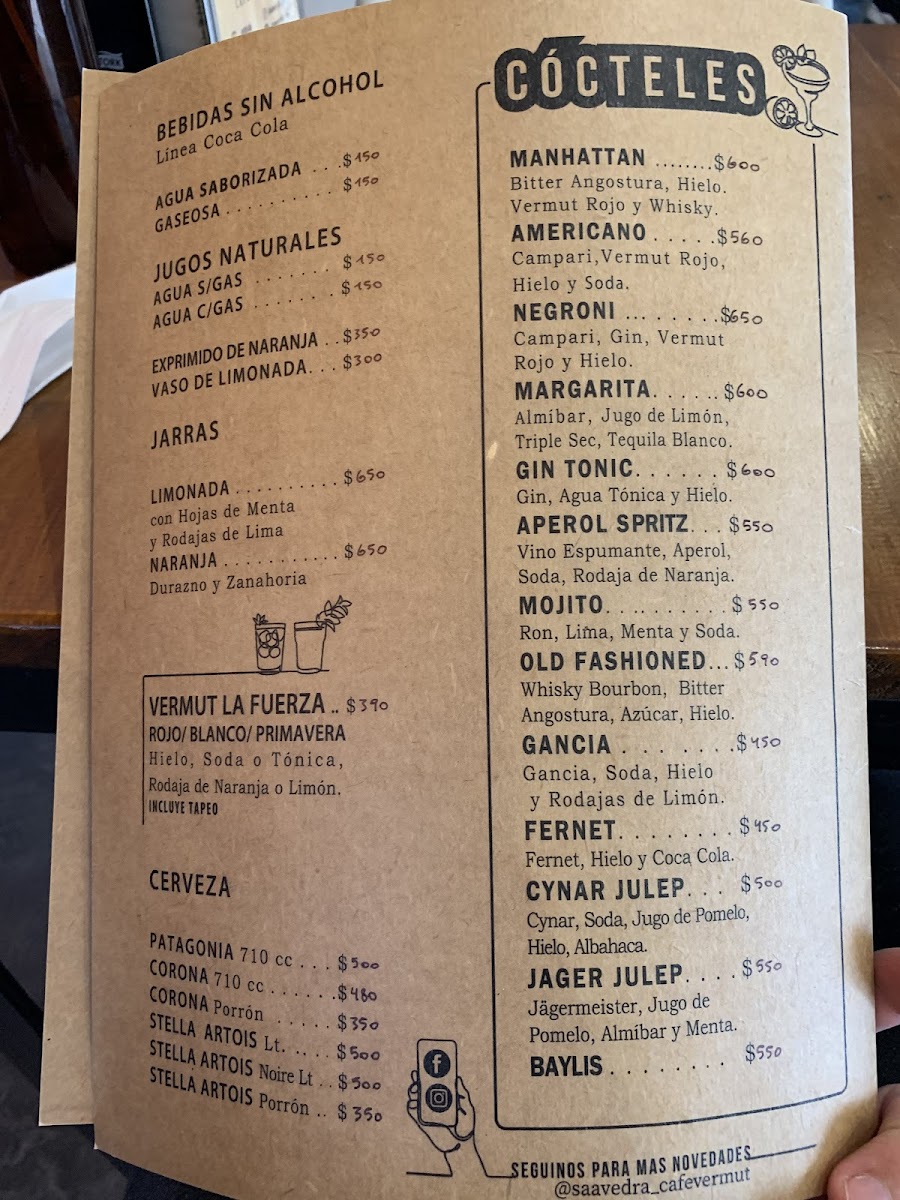 BEBIDAS SIN ALCOHOL
Línea Coca Cola
AGUA SABORIZADA . . .$150
GASEOSA . . . . . . . . . . $150
JUGOS NATURALES
AGUA S/GAS . . . . . . . $150
AGUA C/GAS . . . . . . . $150
EXPRIMIDO DE NARANJA . .$350
VASO DE LIMONADA. . . $300
JARRAS
LIMONADA . . . . . . . . . . $650
con Hojas de Menta
y Rodajas de Lima
NARANJA . . . . . . . . . . . $650
Durazno y Zanahoria
VERMUT LA FUERZA .. $390
ROJO/ BLANCO/ PRIMAVERA
Hielo, Soda o Tónica,
Rodaja de Naranja o Limón.
INCLUYE TAPEO
CERVEZA
PATAGONIA 710 cc . . . $500
CORONA 710 cc . . . . . .$480
CORONA Porrón . . . . . $350
STELLA ARTOIS Lt. . . . . $500
STELLA ARTOIS Noire Lt . . $500
STELLA ARTOIS Porrón .. $350
CÓCTELES
MANHATTAN ........$600
Bitter Angostura, Hielo.
Vermut Rojo y Whisky.
AMERICANO . . . . .$560
Campari,Vermut Rojo,
Hielo y Soda.
NEGRONI ... . . . . .$650
Campari, Gin, Vermut
Rojo y Hielo.
MARGARITA. . . . . .. $600
Almíbar, Jugo de Limón,
Triple Sec, Tequila Blanco.
GIN TONIC. . . . . . $600
Gin, Agua Tónica y Hielo.
APEROL SPRITZ. . . $550
Vino Espumante, Aperol,
Soda, Rodaja de Naranja.
MOJITO. . . . . . . . . . $550
Ron, Lima, Menta y Soda.
OLD FASHIONED... $590
Whisky Bourbon, Bitter
Angostura, Azúcar, Hielo.
GANCIA . . . . . . .$450
Gancia, Soda, Hielo
y Rodajas de Limón.
FERNET. . . . . . . . $450
Fernet, Hielo y Coca Cola.
CYNAR JULEP. . . $500
Cynar, Soda, Jugo de Pomelo,
Hielo, Albahaca.
JAGER JULEP. . . . $550
Jägermeister, Jugo de
Pomelo, Almíbar y Menta.
BAYLIS . . . . . . . . $550
SEGUINOS PARA MAS NOVEDADES
@saavedra_cafevermut